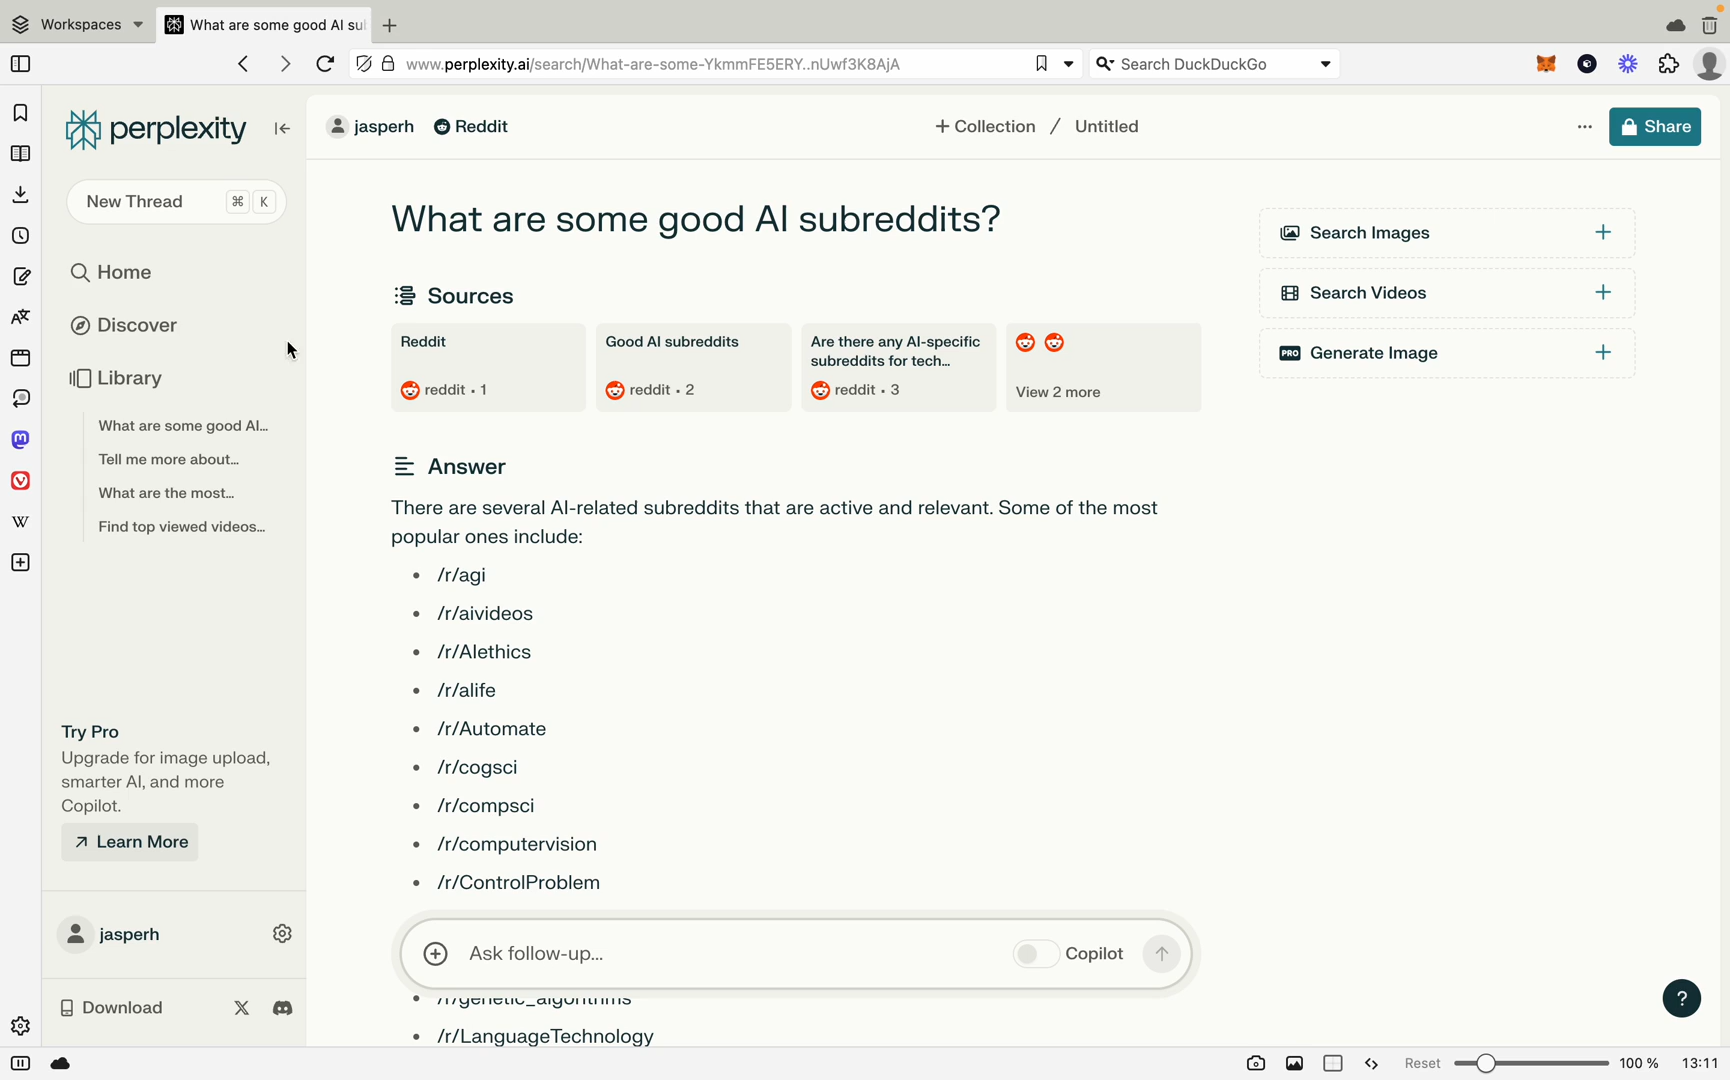 Workspaces
What are some good AI su
www.perplexity.ai/search/What-are-some-YkmmFE5ERY..nUwf3K8AjA
Search DuckDuckGo
perplexity
New Thread
⌘ K
Home
Discover
Library
What are some good AI...
Tell me more about...
What are the most...
Find top viewed videos...
Try Pro
Upgrade for image upload,
smarter AI, and more
Copilot.
Learn More
jasperh
Download
jasperh
Reddit
+ Collection / Untitled
... Share
What are some good AI subreddits?
Sources
Reddit
reddit · 1
Good AI subreddits
reddit · 2
Are there any AI-specific
subreddits for tech...
reddit · 3
View 2 more
Answer
There are several AI-related subreddits that are active and relevant. Some of the most
popular ones include:
• /r/agi
• /r/aivideos
• /r/AIethics
• /r/alife
• /r/Automate
• /r/cogsci
• /r/compsci
• /r/computervision
• /r/ControlProblem
Ask follow-up...
Copilot
• /r/genetic_algorithms
• /r/LanguageTechnology
Search Images
Search Videos
PRO Generate Image
?
Reset
100 %
13:11